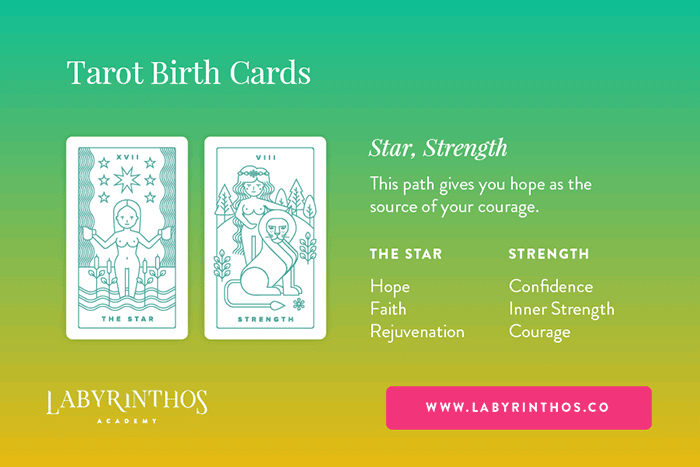 Tarot Birth Cards
XVII
THE STAR
VIII
STRENGTH
Star, Strength
This path gives you hope as the
source of your courage.
THE STAR
Hope
Faith
Rejuvenation
STRENGTH
Confidence
Inner Strength
Courage
LABYRINTHOS
ACADEMY
WWW.LABYRINTHOS.CO